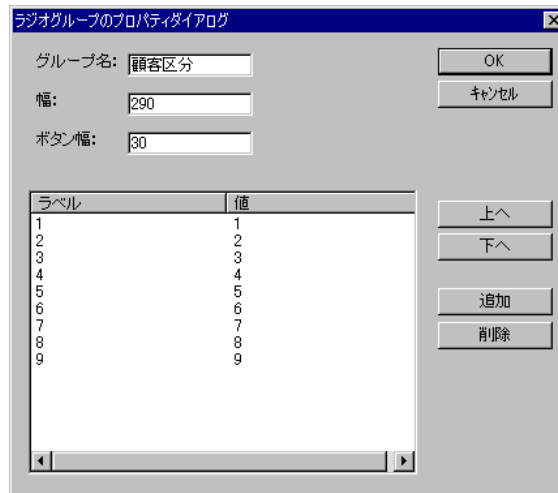 ラジオグループのプロパティダイアログ
グループ名: 顧客区分
OK
幅: 290
キャンセル
ボタン幅: 30
ラベル 値
1 1
2 2
3 3
4 4
5 5
6 6
7 7
8 8
9 9
上へ
下へ
追加
削除